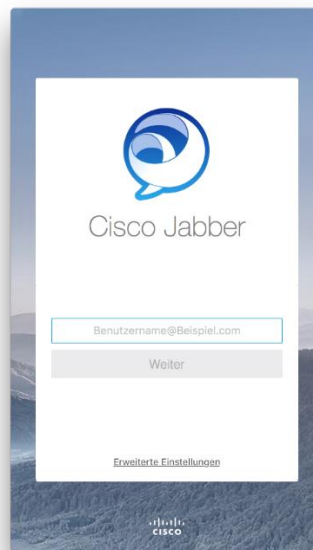 Cisco Jabber
Benutzername@Beispiel.com
Weiter
Erweiterte Einstellungen
CISCO